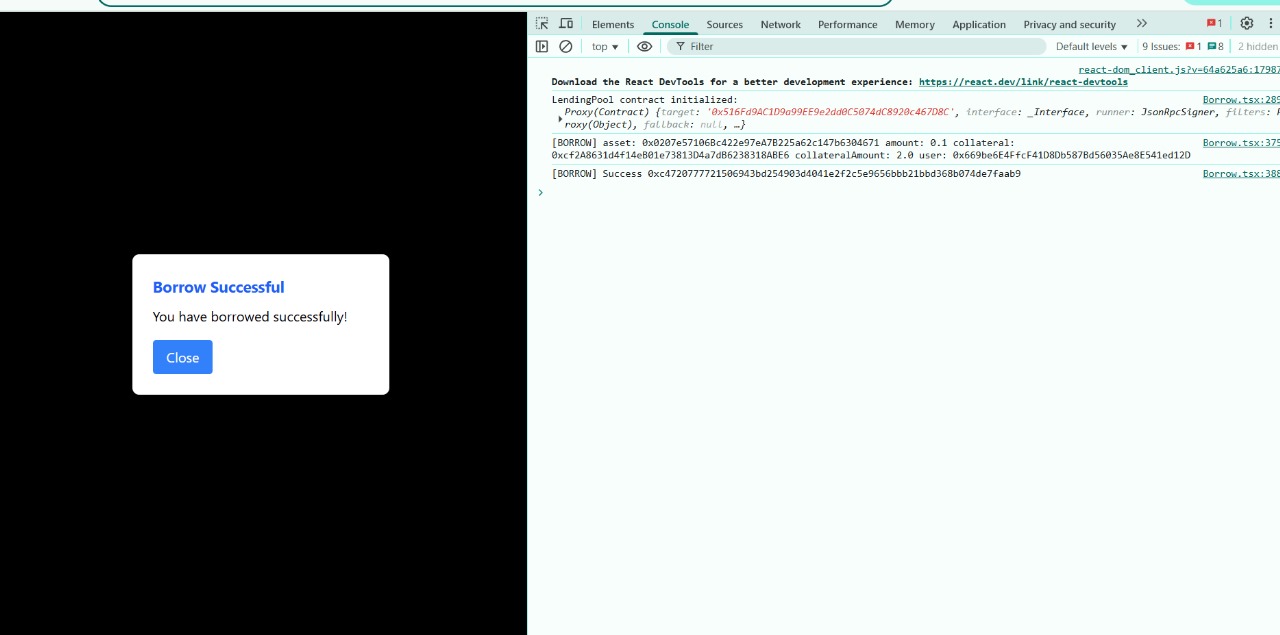 Elements Console Sources Network Performance Memory Application Privacy and security 1
top Filter Default levels 9 Issues: 1 8 2 hidden
react-dom_client.js?v=64a625a6:17987
Download the React DevTools for a better development experience: https://react.dev/link/react-devtools
LendingPool contract initialized: Borrow.tsx:289
Proxy(Contract) {target: '0x516Fd9AC1D9a99EE9e2dd0C5074dC8920c467D8C', interface: _Interface, runner: JsonRpcSigner, filters: P
roxy(Object), fallback: null, …}
[BORROW] asset: 0x0207e57106Bc422e97eA7B225a62c147b6304671 amount: 0.1 collateral: Borrow.tsx:375
0xcf2A8631d4f14eB01e73813D4a7dB6238318ABE6 collateralAmount: 2.0 user: 0x669be6E4FfcF41D8Db587Bd56035Ae8E541ed12D
[BORROW] Success 0xc4720777721506943bd254903d4041e2f2c5e9656bbb21bbd368b074de7faab9 Borrow.tsx:388
Borrow Successful
You have borrowed successfully!
Close